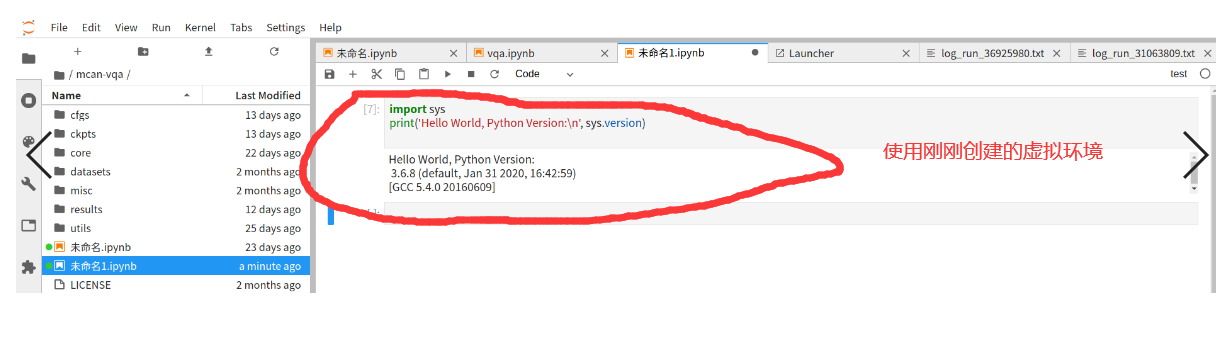 File Edit View Run Kernel Tabs Settings Help
未命名.ipynb
vqa.ipynb
未命名1.ipynb
Launcher
log_run_36925980.txt
log_run_31063809.txt
/ mcan-vqa /
Code
test
Name Last Modified
cfgs 13 days ago
ckpts 13 days ago
core 22 days ago
datasets 2 months ago
misc 2 months ago
results 12 days ago
utils 25 days ago
未命名.ipynb 23 days ago
未命名1.ipynb a minute ago
LICENSE 2 months ago
[7]:
import sys
print('Hello World, Python Version:\n', sys.version)
Hello World, Python Version:
3.6.8 (default, Jan 31 2020, 16:42:59)
[GCC 5.4.0 20160609]
使用刚刚创建的虚拟环境